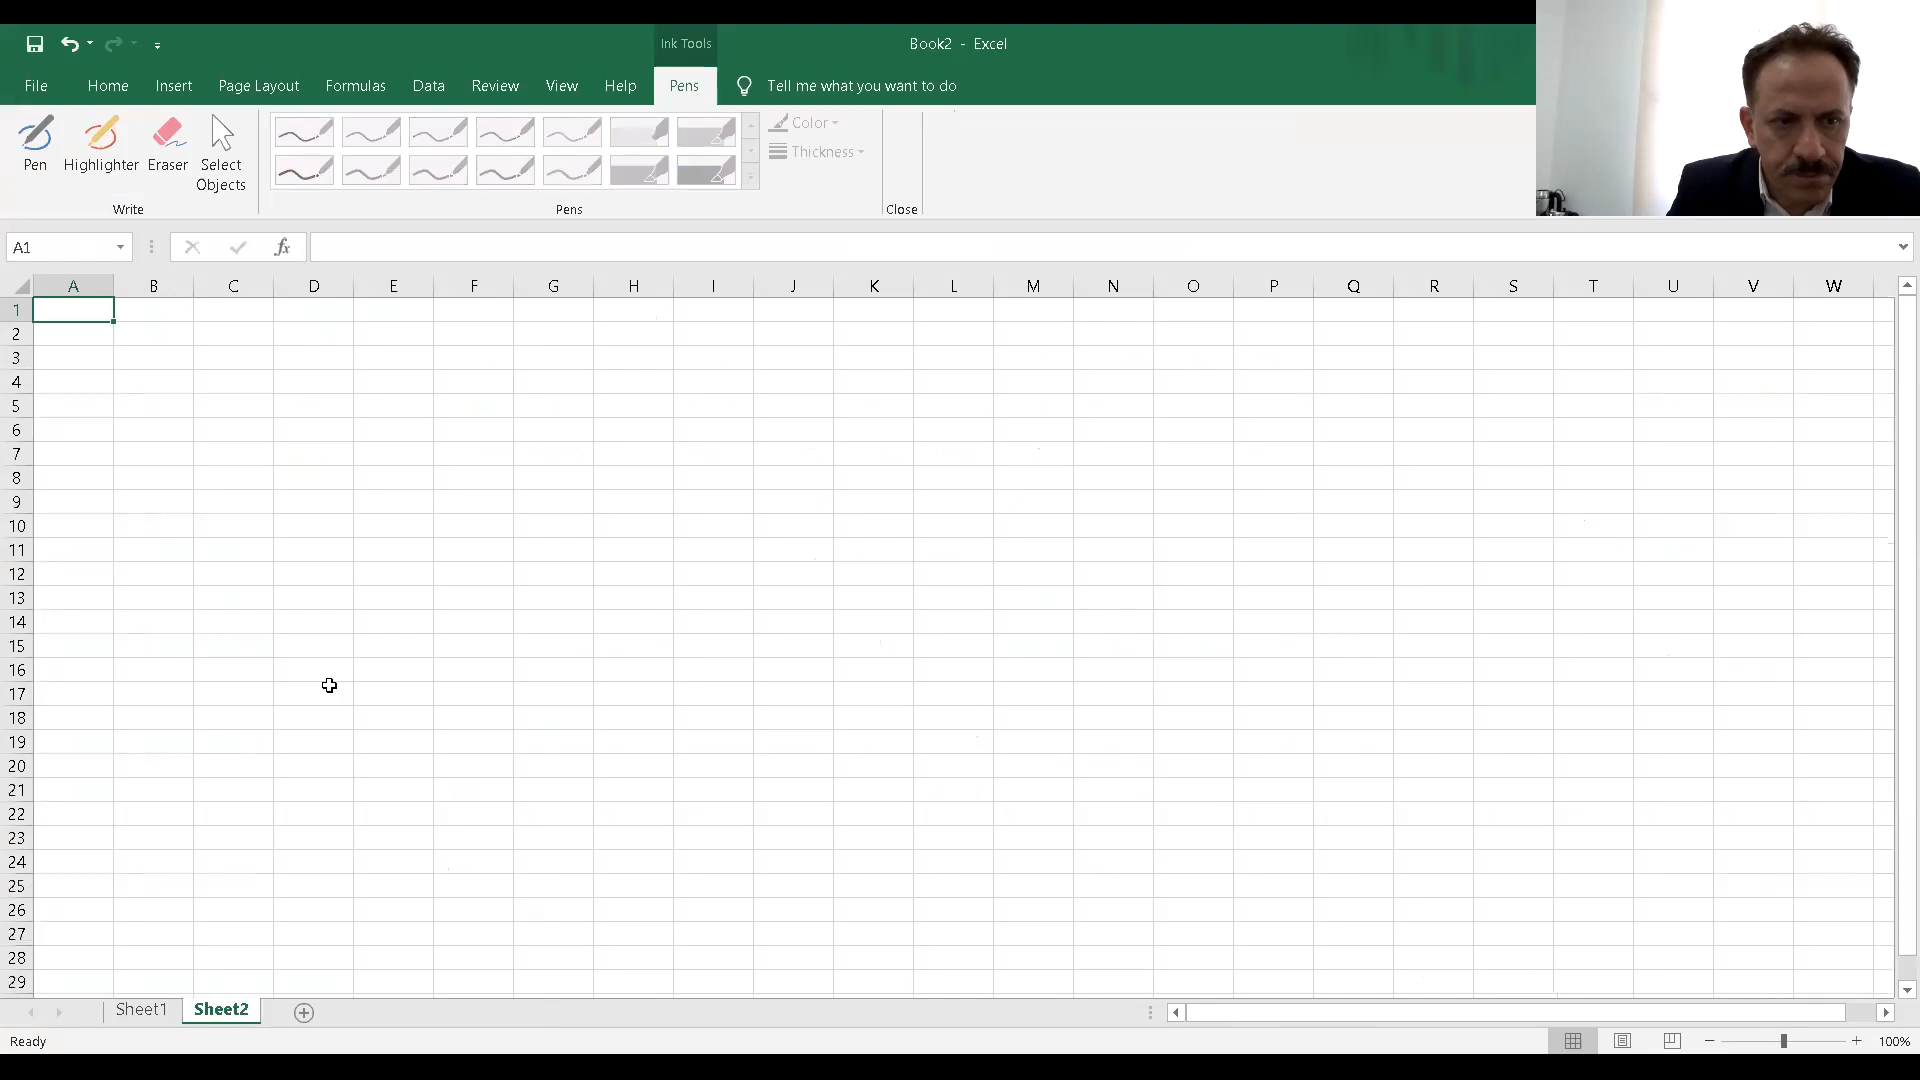 Ink Tools
Book2 - Excel
File Home Insert Page Layout Formulas Data Review View Help Pens Tell me what you want to do
Pen Highlighter Eraser Select Objects
Color
Thickness
Write Pens Close
A1 fx
A B C D E F G H I J K L M N O P Q R S T U V W
1
2
3
4
5
6
7
8
9
10
11
12
13
14
15
16
17
18
19
20
21
22
23
24
25
26
27
28
29
Sheet1 Sheet2
Ready 100%